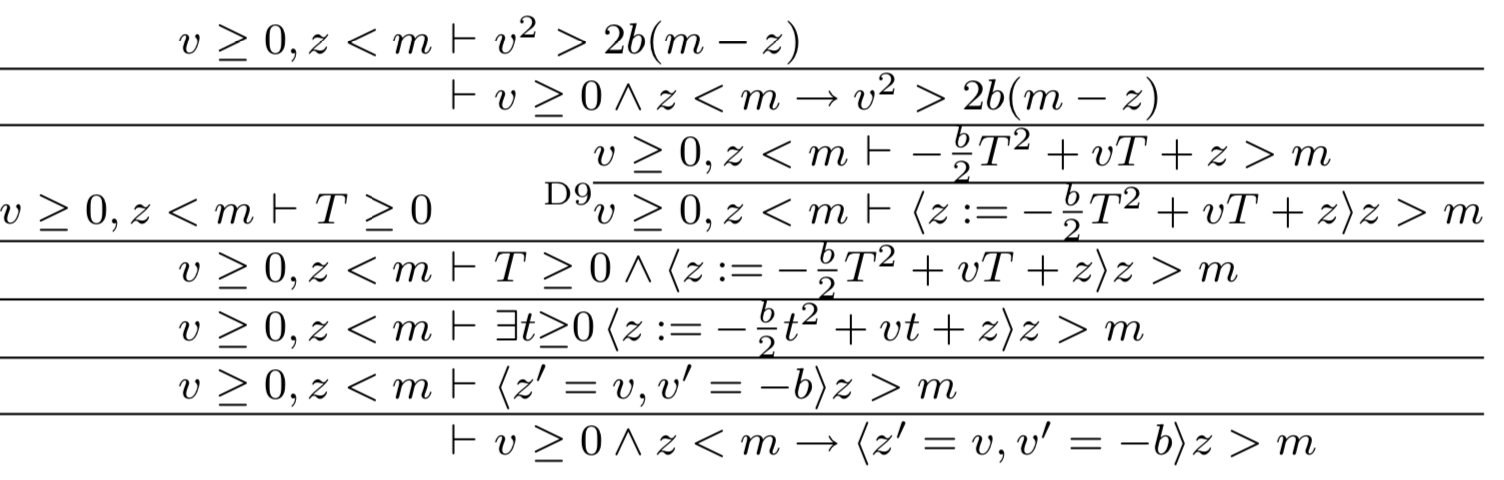 v ≥ 0, z < m ⊢ v² > 2b(m − z)
⊢ v ≥ 0 ∧ z < m → v² > 2b(m − z)
v ≥ 0, z < m ⊢ −b/2 T² + vT + z > m
v ≥ 0, z < m ⊢ T ≥ 0 D9 v ≥ 0, z < m ⊢ ⟨z := −b/2 T² + vT + z⟩z > m
v ≥ 0, z < m ⊢ T ≥ 0 ∧ ⟨z := −b/2 T² + vT + z⟩z > m
v ≥ 0, z < m ⊢ ∃t≥0 ⟨z := −b/2 t² + vt + z⟩z > m
v ≥ 0, z < m ⊢ ⟨z′ = v, v′ = −b⟩z > m
⊢ v ≥ 0 ∧ z < m → ⟨z′ = v, v′ = −b⟩z > m